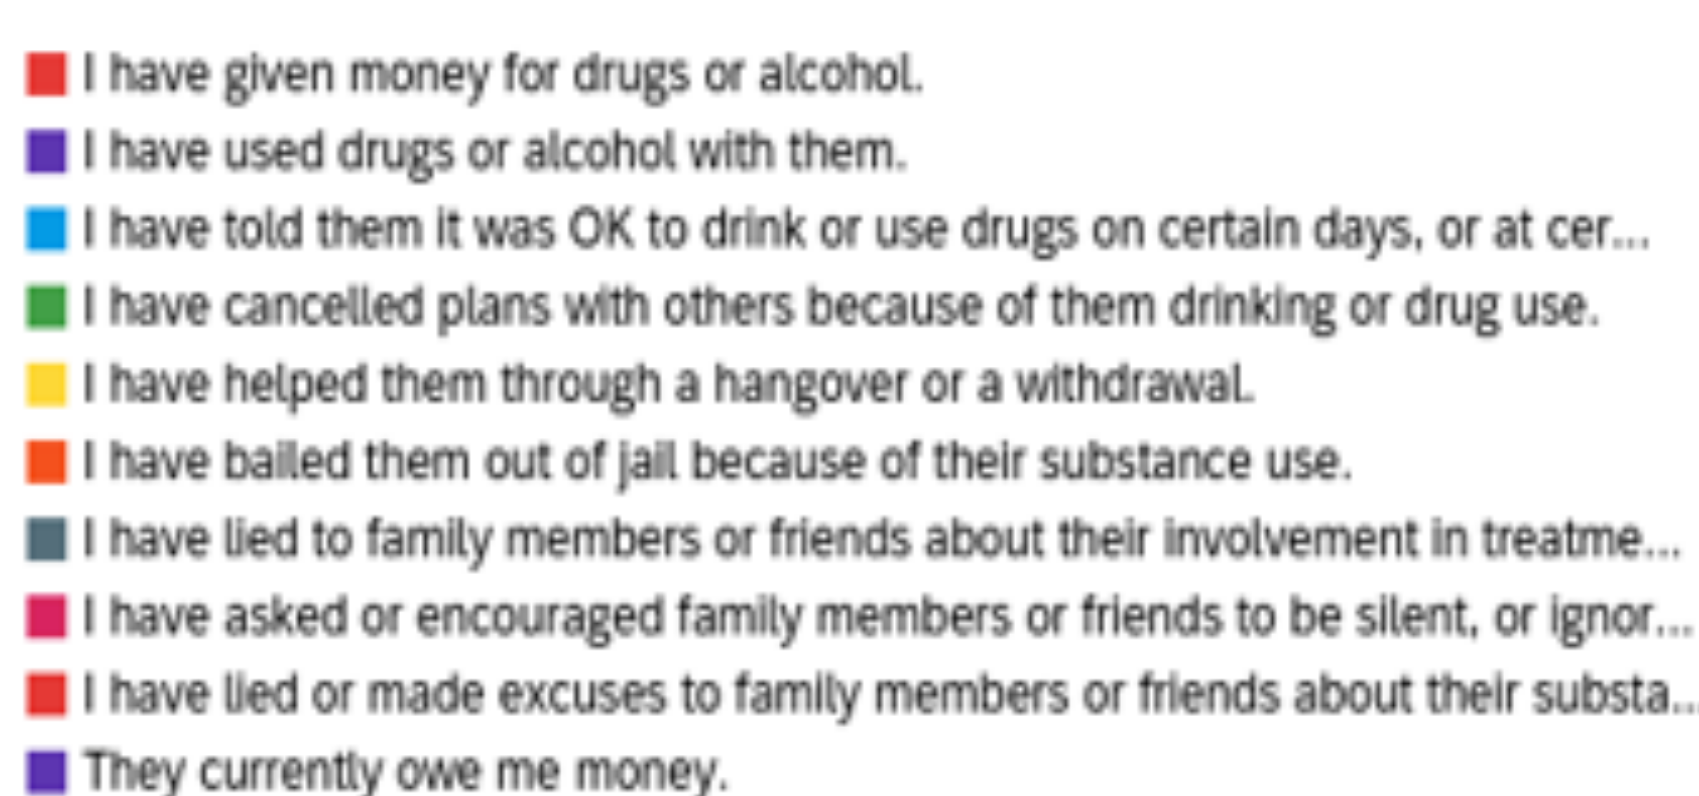 I have given money for drugs or alcohol.
I have used drugs or alcohol with them.
I have told them it was OK to drink or use drugs on certain days, or at cer...
I have cancelled plans with others because of them drinking or drug use.
I have helped them through a hangover or a withdrawal.
I have bailed them out of jail because of their substance use.
I have lied to family members or friends about their involvement in treatme...
I have asked or encouraged family members or friends to be silent, or ignor...
I have lied or made excuses to family members or friends about their substa...
They currently owe me money.